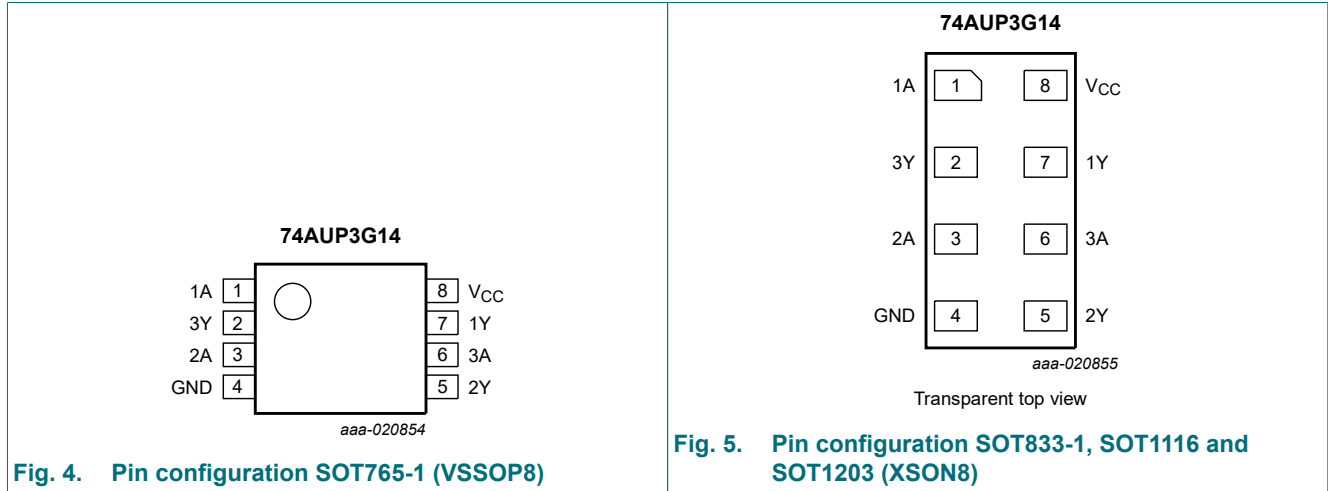 74AUP3G14
1A 1 8 VCC
3Y 2 7 1Y
2A 3 6 3A
GND 4 5 2Y
aaa-020854
Fig. 4. Pin configuration SOT765-1 (VSSOP8)
74AUP3G14
1A 1 8 VCC
3Y 2 7 1Y
2A 3 6 3A
GND 4 5 2Y
aaa-020855
Transparent top view
Fig. 5. Pin configuration SOT833-1, SOT1116 and
SOT1203 (XSON8)